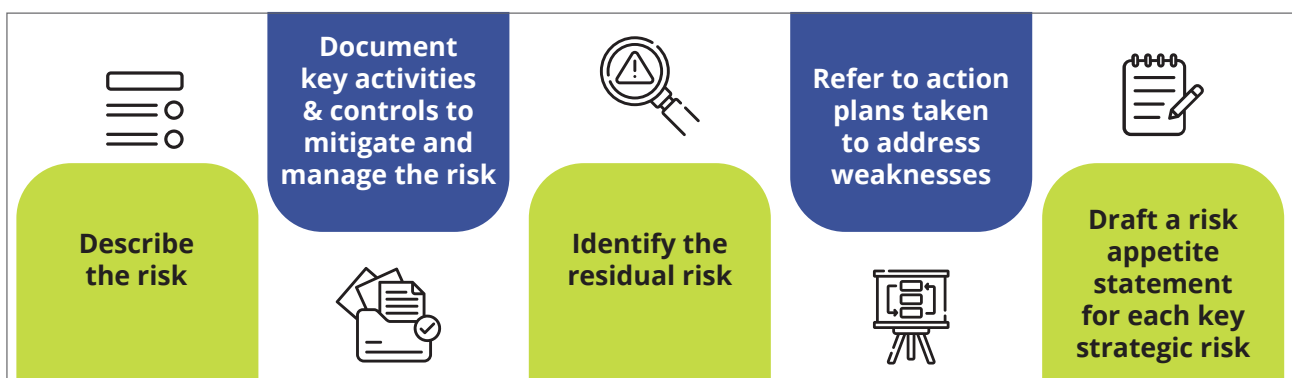 Describe
the risk
Document
key activities
& controls to
mitigate and
manage the risk
Identify the
residual risk
Refer to action
plans taken
to address
weaknesses
Draft a risk
appetite
statement
for each key
strategic risk